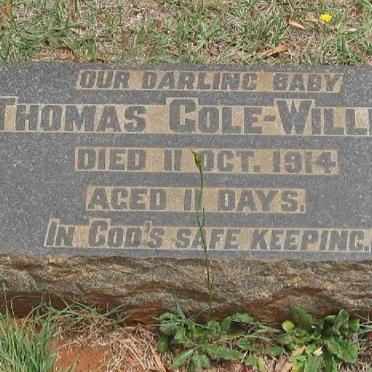 OUR DARLING BABY
THOMAS COLE-WILL
DIED 11 OCT. 1914.
AGED 11 DAYS.
IN GOD'S SAFE KEEPING.